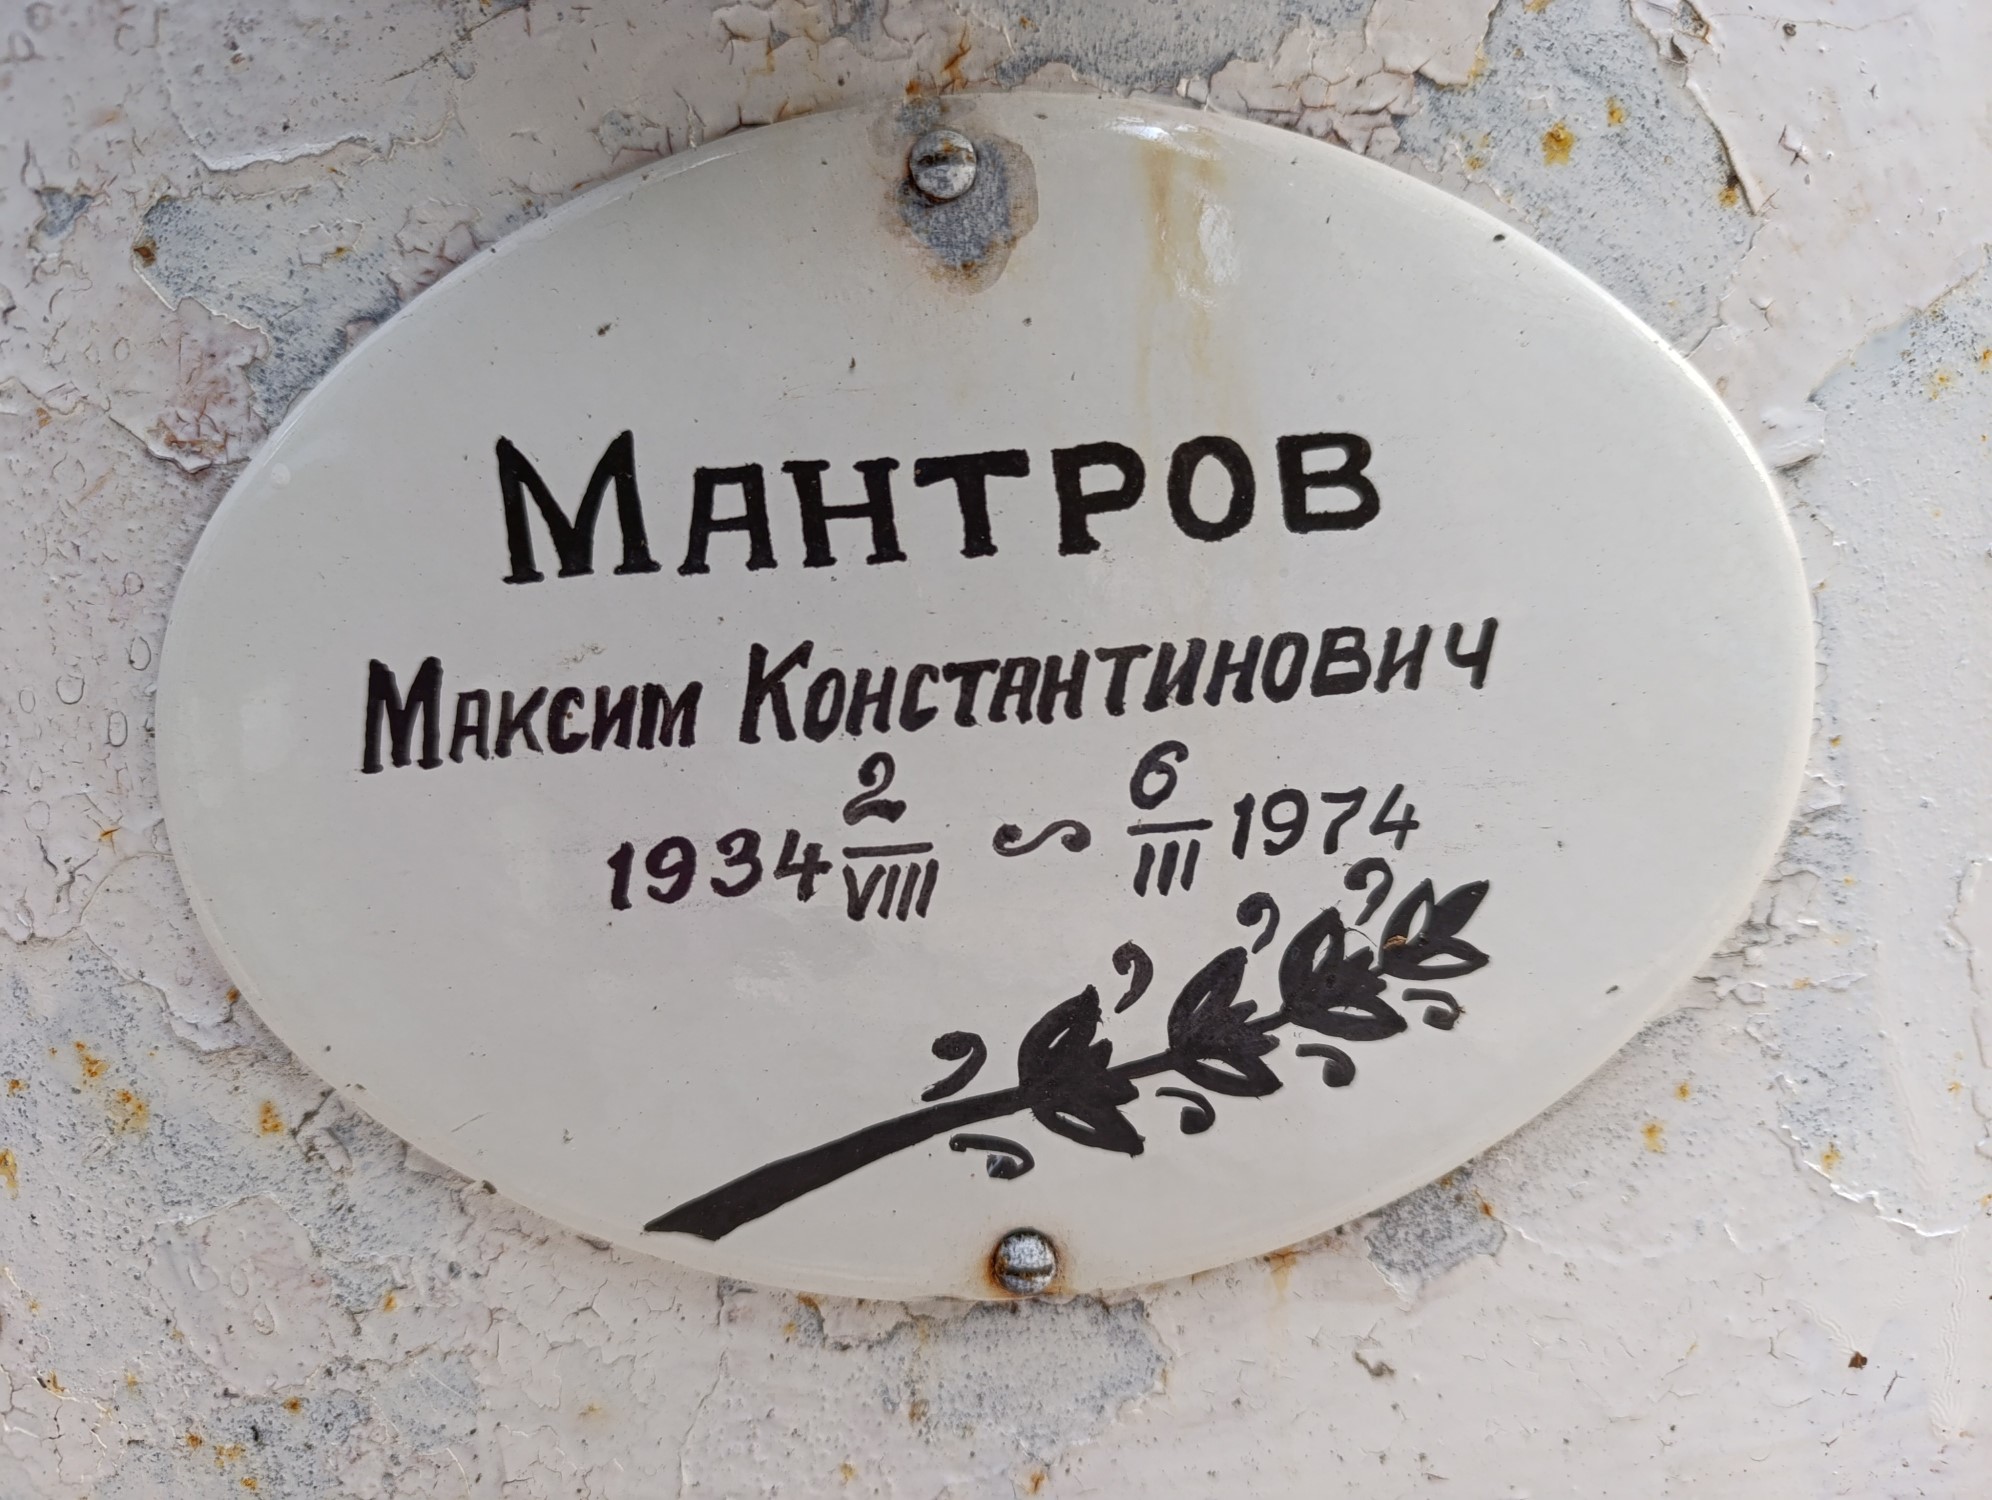 Мантров
Максим Константинович
1934 2/VIII ~ 6/III 1974